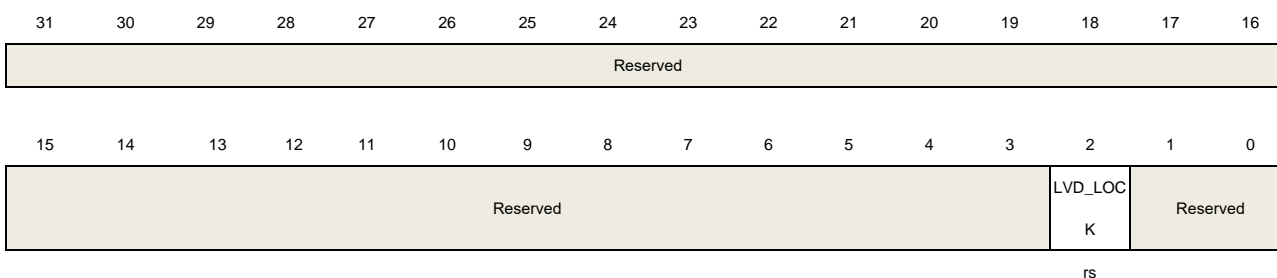 31 30 29 28 27 26 25 24 23 22 21 20 19 18 17 16
Reserved
15 14 13 12 11 10 9 8 7 6 5 4 3 2 1 0
Reserved LVD_LOC Reserved
K
rs